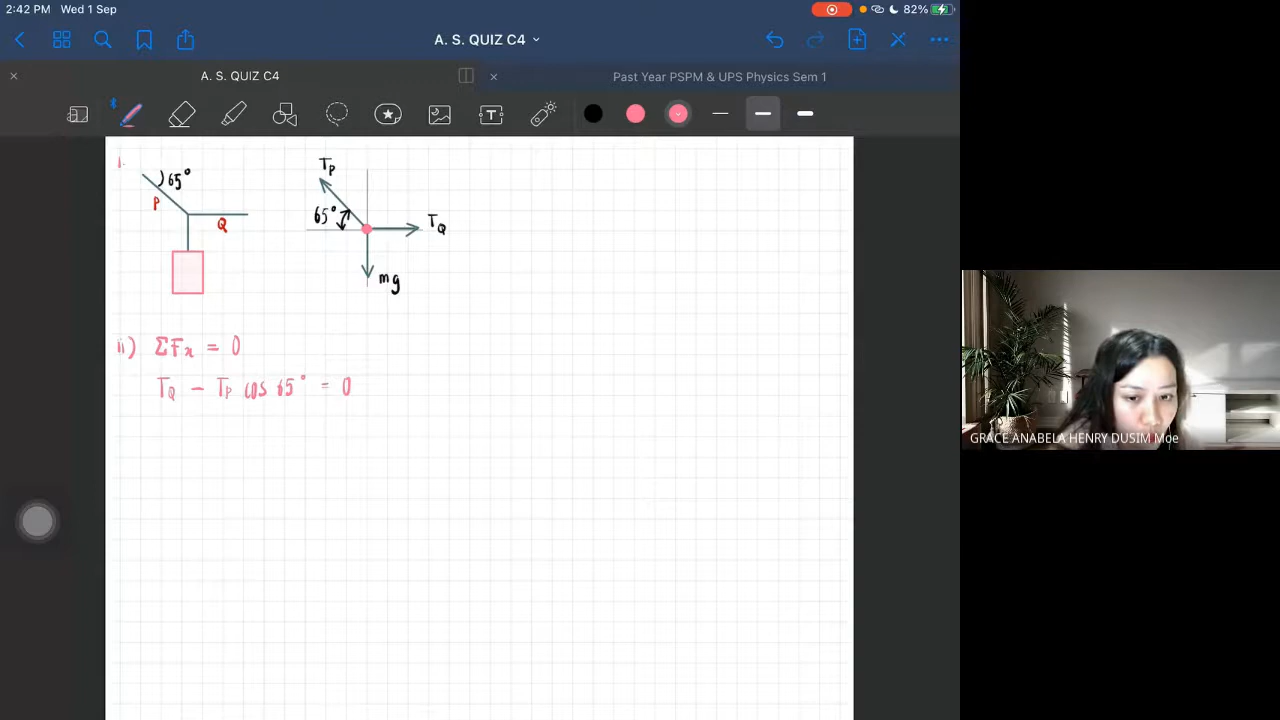 2:42 PM Wed 1 Sep
82%
A. S. QUIZ C4
A. S. QUIZ C4
Past Year PSPM & UPS Physics Sem 1
i.
65°
P
Q
TP
65°
TQ
mg
ii) ΣFx = 0
TQ − TP cos 65° = 0
GRACE ANABELA HENRY DUSIM Moe